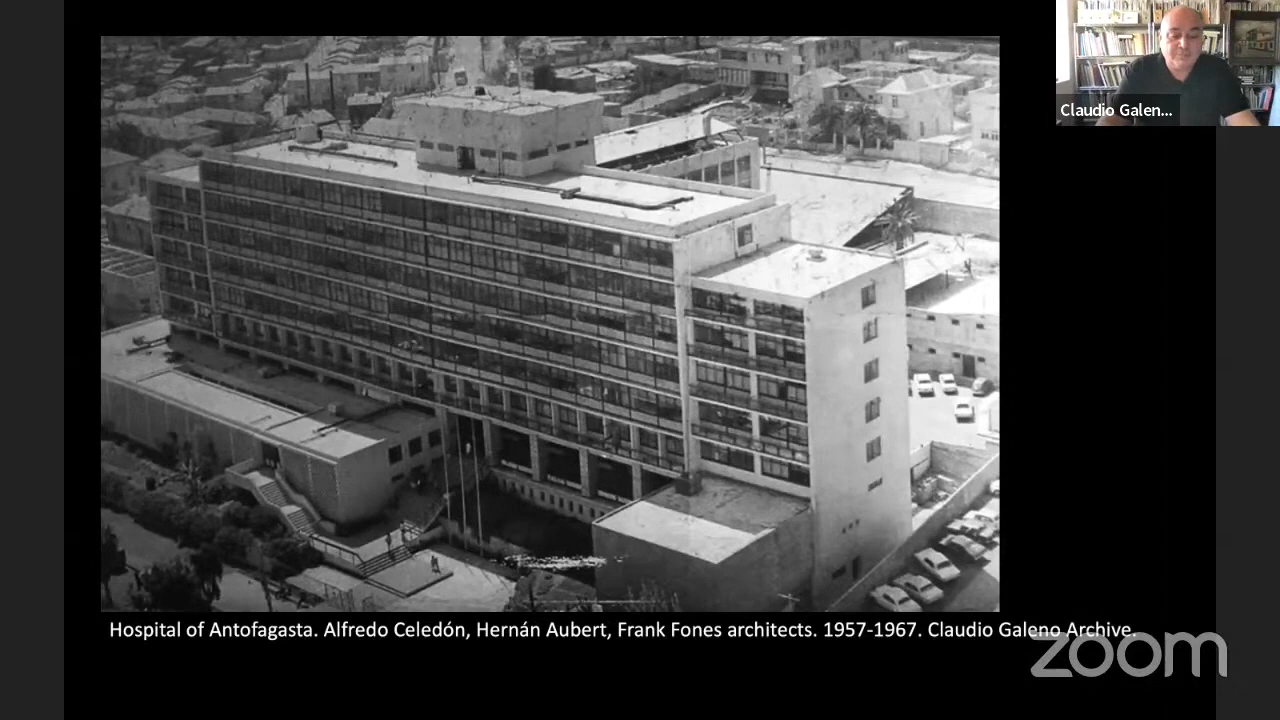 Claudio Galen...
Hospital of Antofagasta. Alfredo Celedón, Hernán Aubert, Frank Fones architects. 1957-1967. Claudio Galeno Archive.
zoom